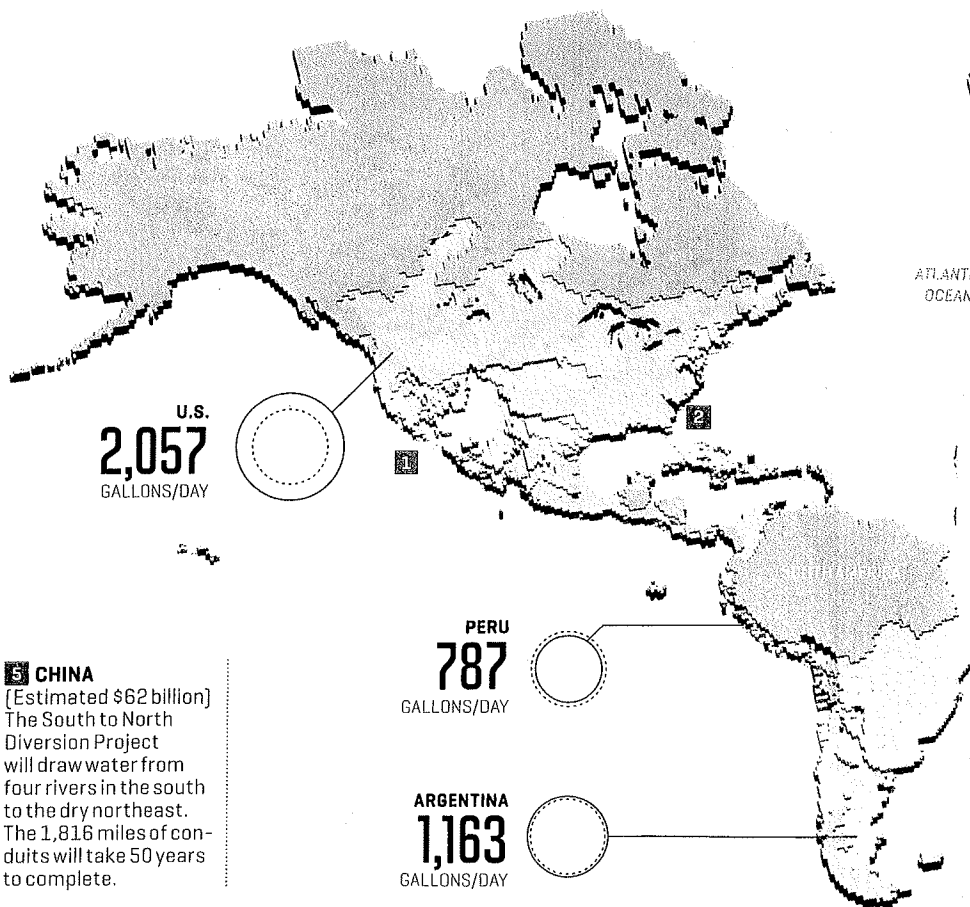 ATLANT
OCEAN
U.S.
2,057
GALLONS/DAY
1
2
PERU
787
GALLONS/DAY
ARGENTINA
1,163
GALLONS/DAY
5 CHINA
(Estimated $62 billion)
The South to North
Diversion Project
will draw water from
four rivers in the south
to the dry northeast.
The 1,816 miles of con-
duits will take 50 years
to complete.